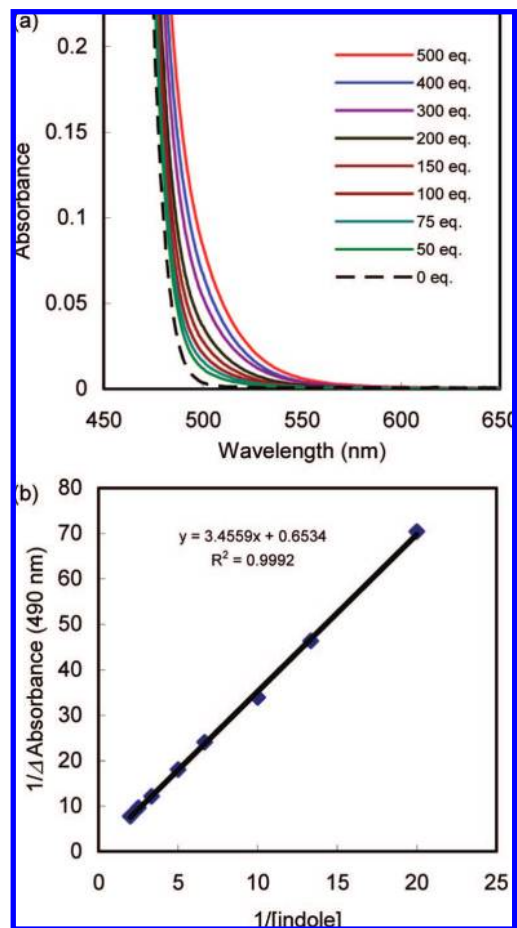 (a)
0.2
0.15
0.1
0.05
0
Absorbance
500 eq.
400 eq.
300 eq.
200 eq.
150 eq.
100 eq.
75 eq.
50 eq.
0 eq.
450 500 550 600 650
Wavelength (nm)
(b)
80
70
60
50
40
30
20
10
0
1/Δ Absorbance (490 nm)
y = 3.4559x + 0.6534
R² = 0.9992
0 5 10 15 20 25
1/[indole]